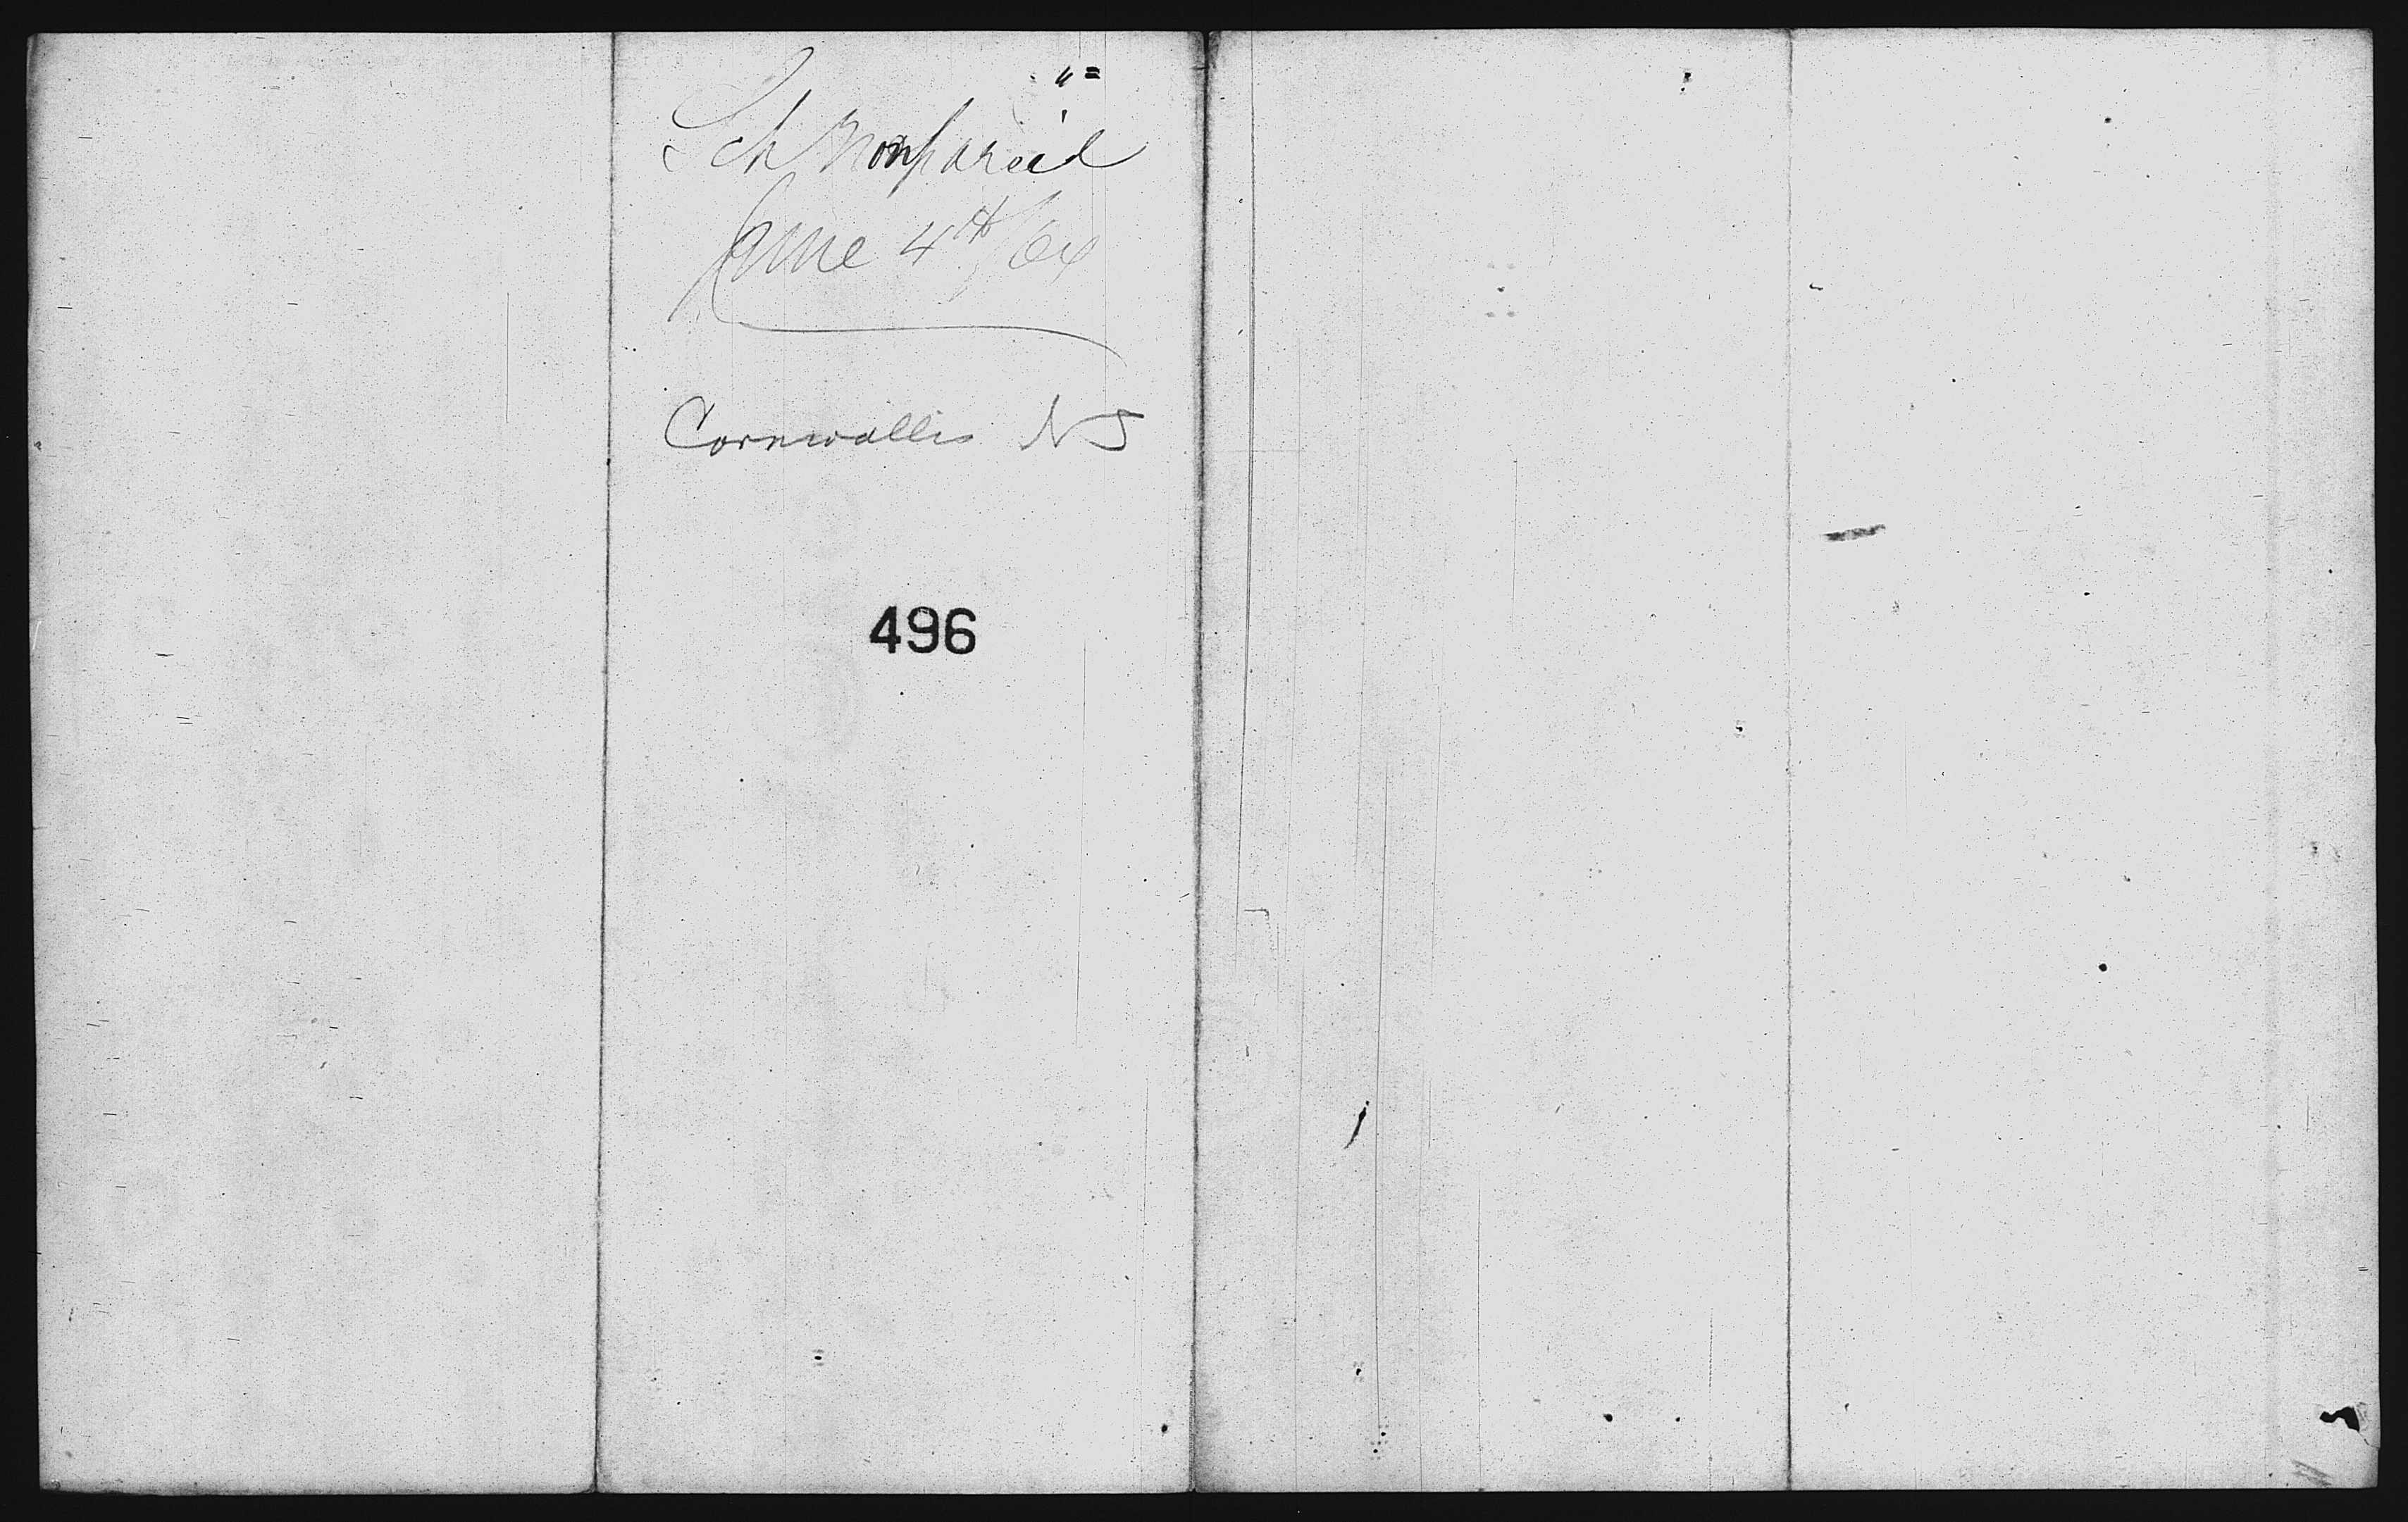 Sch Nonpareil
June 4th/64
Cornwallis NS
496